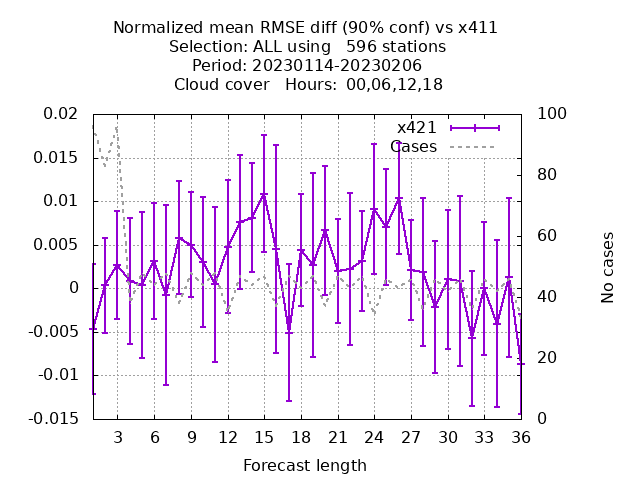 Normalized mean RMSE diff (90% conf) vs x411
Selection: ALL using   596 stations
Period: 20230114-20230206
Cloud cover   Hours:  00,06,12,18
0.02
0.015
0.01
0.005
0
-0.005
-0.01
-0.015
x421
Cases
100
80
60
40
20
0
No cases
3 6 9 12 15 18 21 24 27 30 33 36
Forecast length